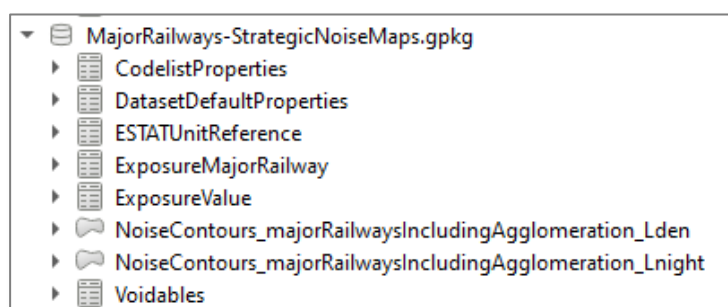 MajorRailways-StrategicNoiseMaps.gpkg
CodelistProperties
DatasetDefaultProperties
ESTATUnitReference
ExposureMajorRailway
ExposureValue
NoiseContours_majorRailwaysIncludingAgglomeration_Lden
NoiseContours_majorRailwaysIncludingAgglomeration_Lnight
Voidables